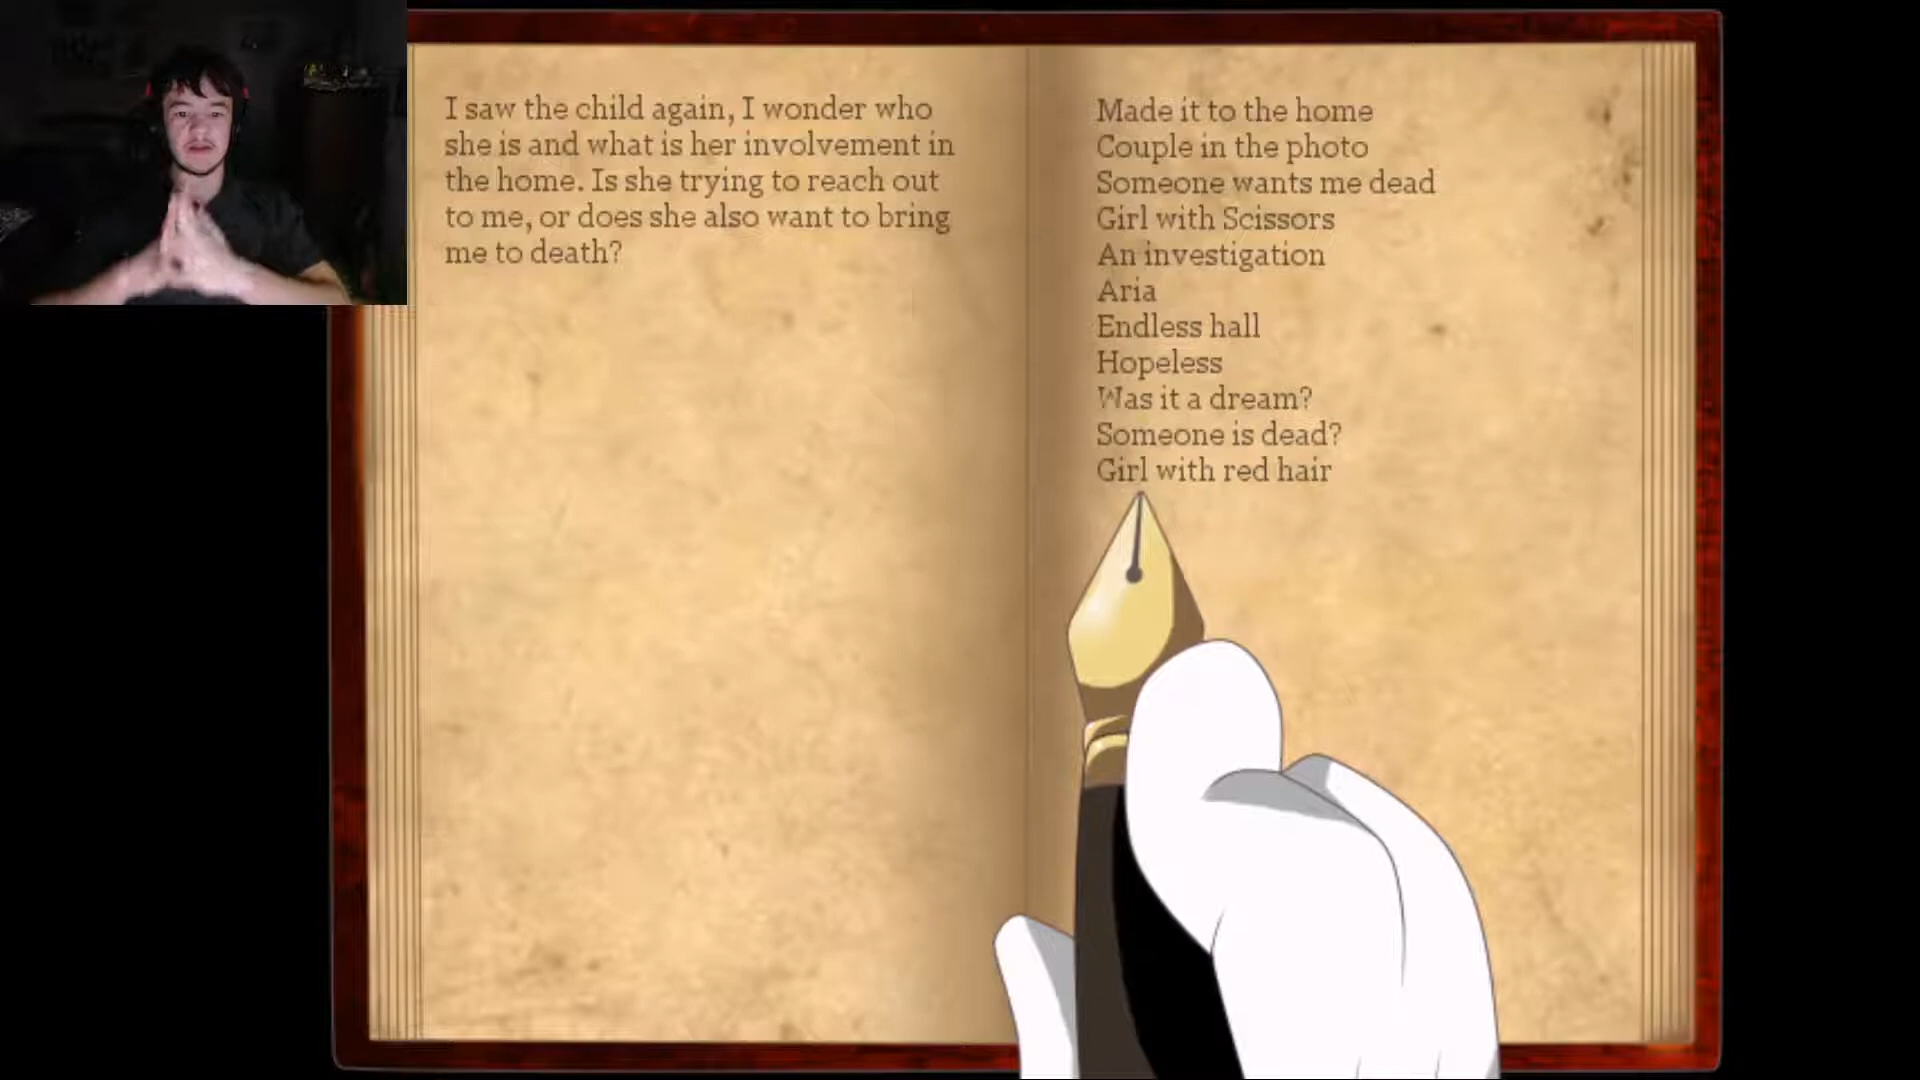 I saw the child again, I wonder who
she is and what is her involvement in
the home. Is she trying to reach out
to me, or does she also want to bring
me to death?
Made it to the home
Couple in the photo
Someone wants me dead
Girl with Scissors
An investigation
Aria
Endless hall
Hopeless
Was it a dream?
Someone is dead?
Girl with red hair